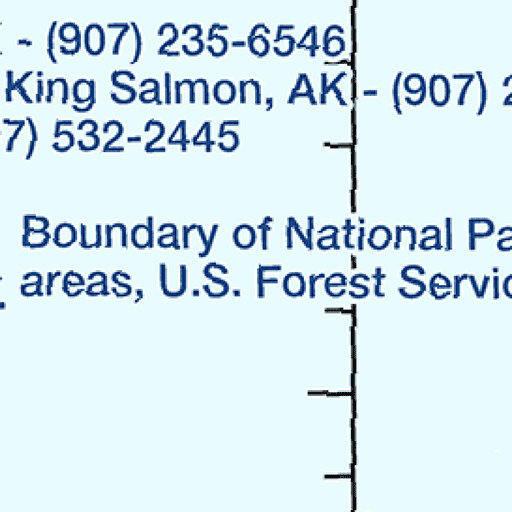 - (907) 235-6546
King Salmon, AK - (907)
7) 532-2445
Boundary of National
areas, U.S. Forest